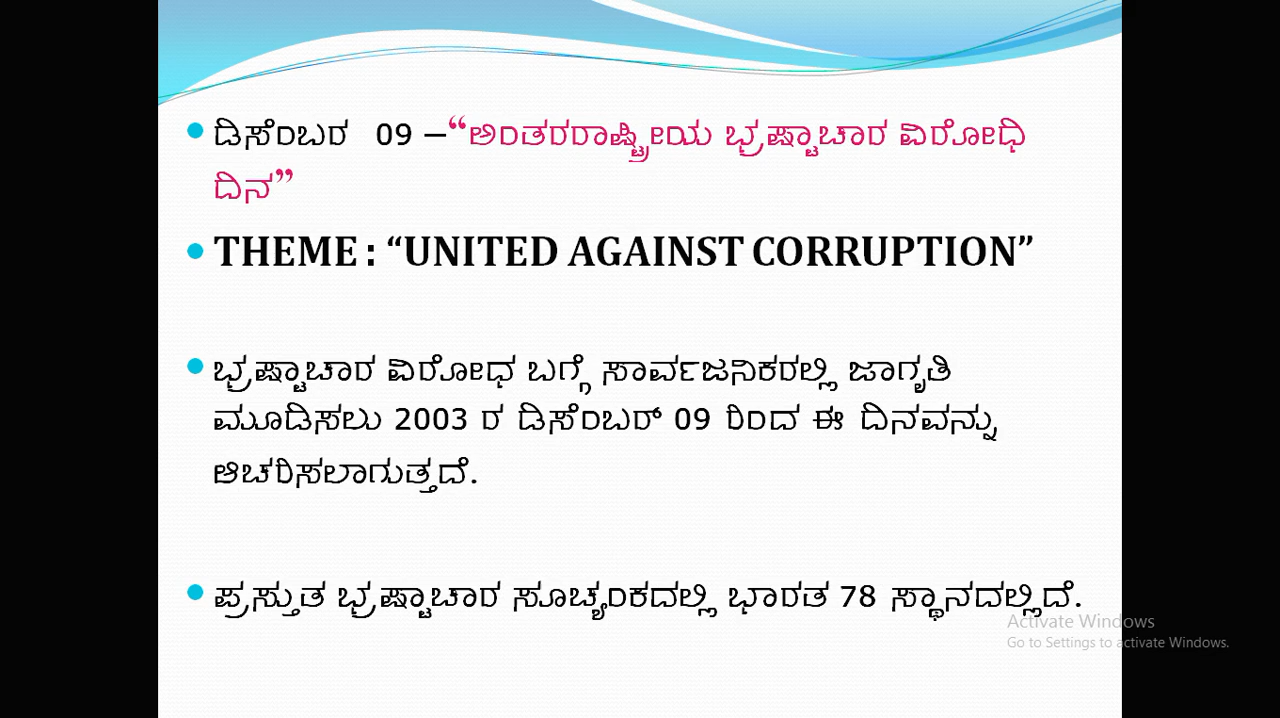 ಡಿಸೆಂಬರ 09 –“ಅಂತರರಾಷ್ಟ್ರೀಯ ಭ್ರಷ್ಟಾಚಾರ ವಿರೋಧಿ
ದಿನ”
THEME : “UNITED AGAINST CORRUPTION”
ಭ್ರಷ್ಟಾಚಾರ ವಿರೋಧ ಬಗ್ಗೆ ಸಾರ್ವಜನಿಕರಲ್ಲಿ ಜಾಗೃತಿ
ಮೂಡಿಸಲು 2003 ರ ಡಿಸೆಂಬರ್ 09 ರಿಂದ ಈ ದಿನವನ್ನು
ಆಚರಿಸಲಾಗುತ್ತದೆ.
ಪ್ರಸ್ತುತ ಭ್ರಷ್ಟಾಚಾರ ಸೂಚ್ಯಂಕದಲ್ಲಿ ಭಾರತ 78 ಸ್ಥಾನದಲ್ಲಿದೆ.
Activate Windows
Go to Settings to activate Windows.